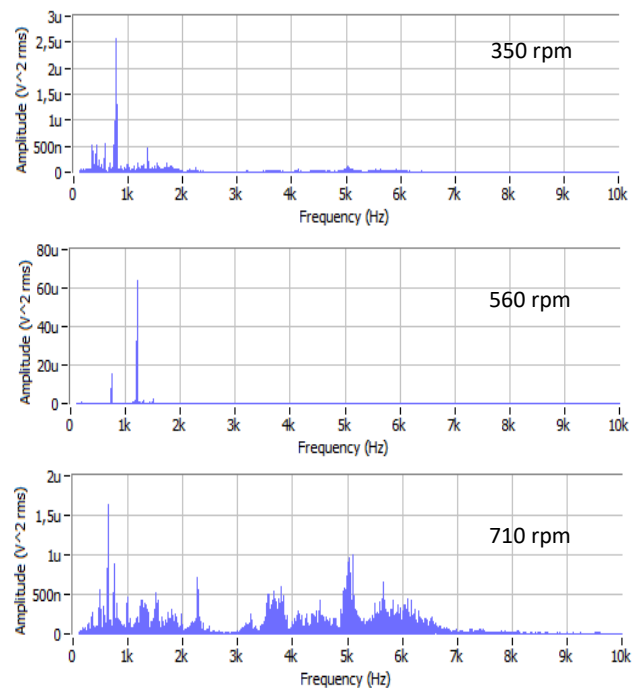 3u
2,5u
2u
1,5u
1u
500n
0
Amplitude (V^2 rms)
350 rpm
0 1k 2k 3k 4k 5k 6k 7k 8k 9k 10k
Frequency (Hz)
80u
60u
40u
20u
0
Amplitude (V^2 rms)
560 rpm
0 1k 2k 3k 4k 5k 6k 7k 8k 9k 10k
Frequency (Hz)
2u
1,5u
1u
500n
0
Amplitude (V^2 rms)
710 rpm
0 1k 2k 3k 4k 5k 6k 7k 8k 9k 10k
Frequency (Hz)